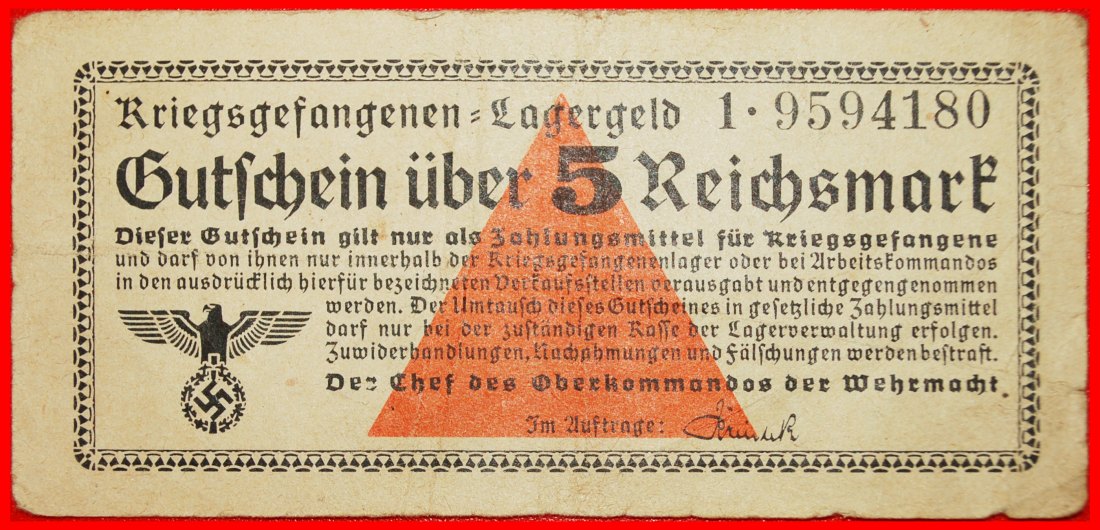 Kriegsgefangenen=Lagergeld 1·9594180
Gutschein über 5 Reichsmark
Dieser Gutschein gilt nur als Zahlungsmittel für Kriegsgefangene
und darf von ihnen nur innerhalb der Kriegsgefangenenlager oder bei Arbeitskommandos
in den ausdrücklich hierfür bezeichneten Verkaufsstellen verausgabt und entgegengenommen
werden. Der Umtausch dieses Gutscheines in gesetzliche Zahlungsmittel
darf nur bei der zuständigen Kasse der Lagerverwaltung erfolgen.
Zuwiderhandlungen, Nachahmungen und Fälschungen werden bestraft.
Der Chef des Oberkommandos der Wehrmacht
Im Auftrage: